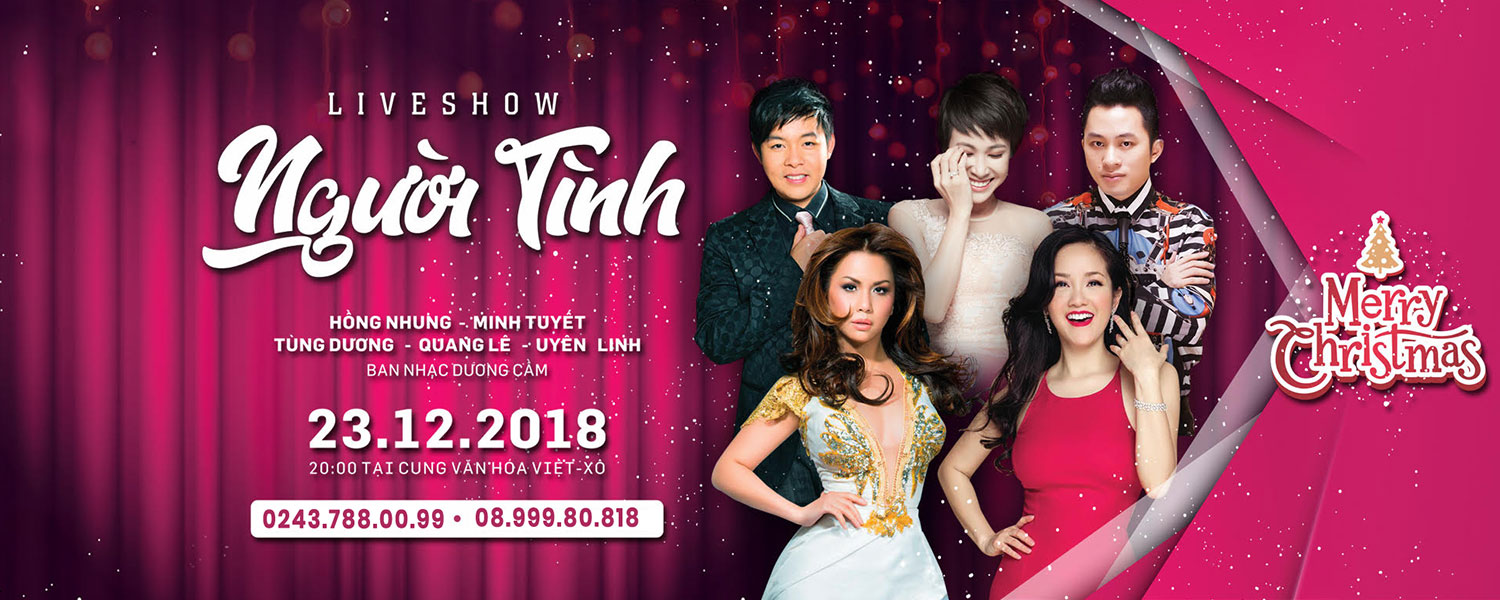 LIVESHOW
Người Tình
HỒNG NHUNG - MINH TUYẾT
TÙNG DƯƠNG - QUANG LÊ - UYÊN LINH
BAN NHẠC DƯƠNG CẦM
23.12.2018
20:00 TẠI CUNG VĂN HÓA VIỆT-XÔ
0243.788.00.99 • 08.999.80.818
Merry
Christmas